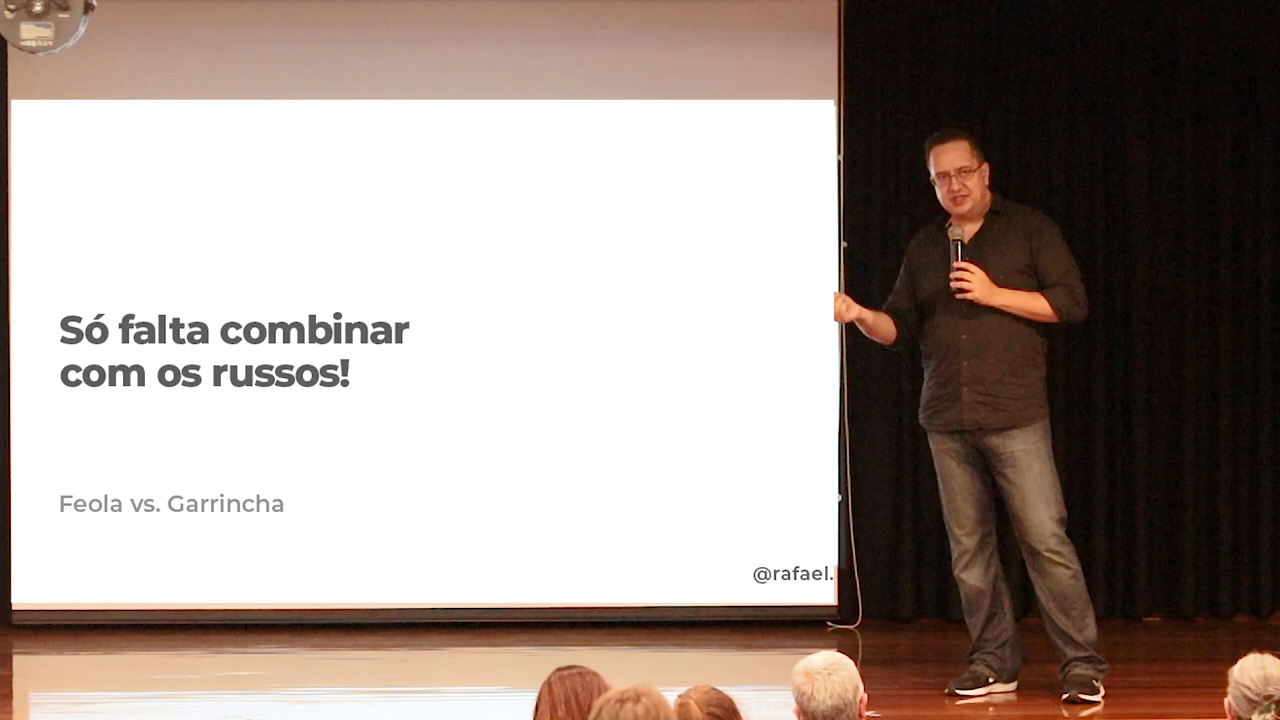 Só falta combinar
com os russos!
Feola vs. Garrincha
@rafael.